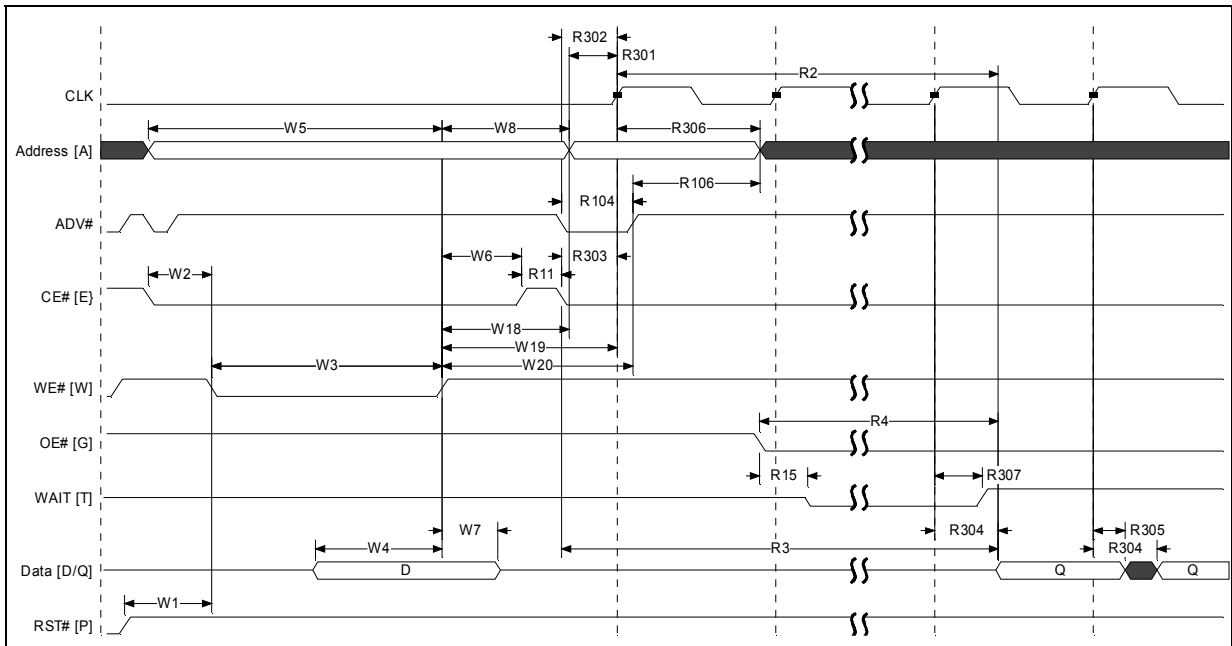 R302
R301
R2
CLK
W5 W8 R306
Address [A]
R106
R104
ADV#
W6 R303
W2 R11
CE# [E}
W18
W19
W3 W20
WE# [W]
R4
OE# [G]
R15 R307
WAIT [T]
W7 R304 R305
W4 R3 R304
Data [D/Q] D Q Q
W1
RST# [P]